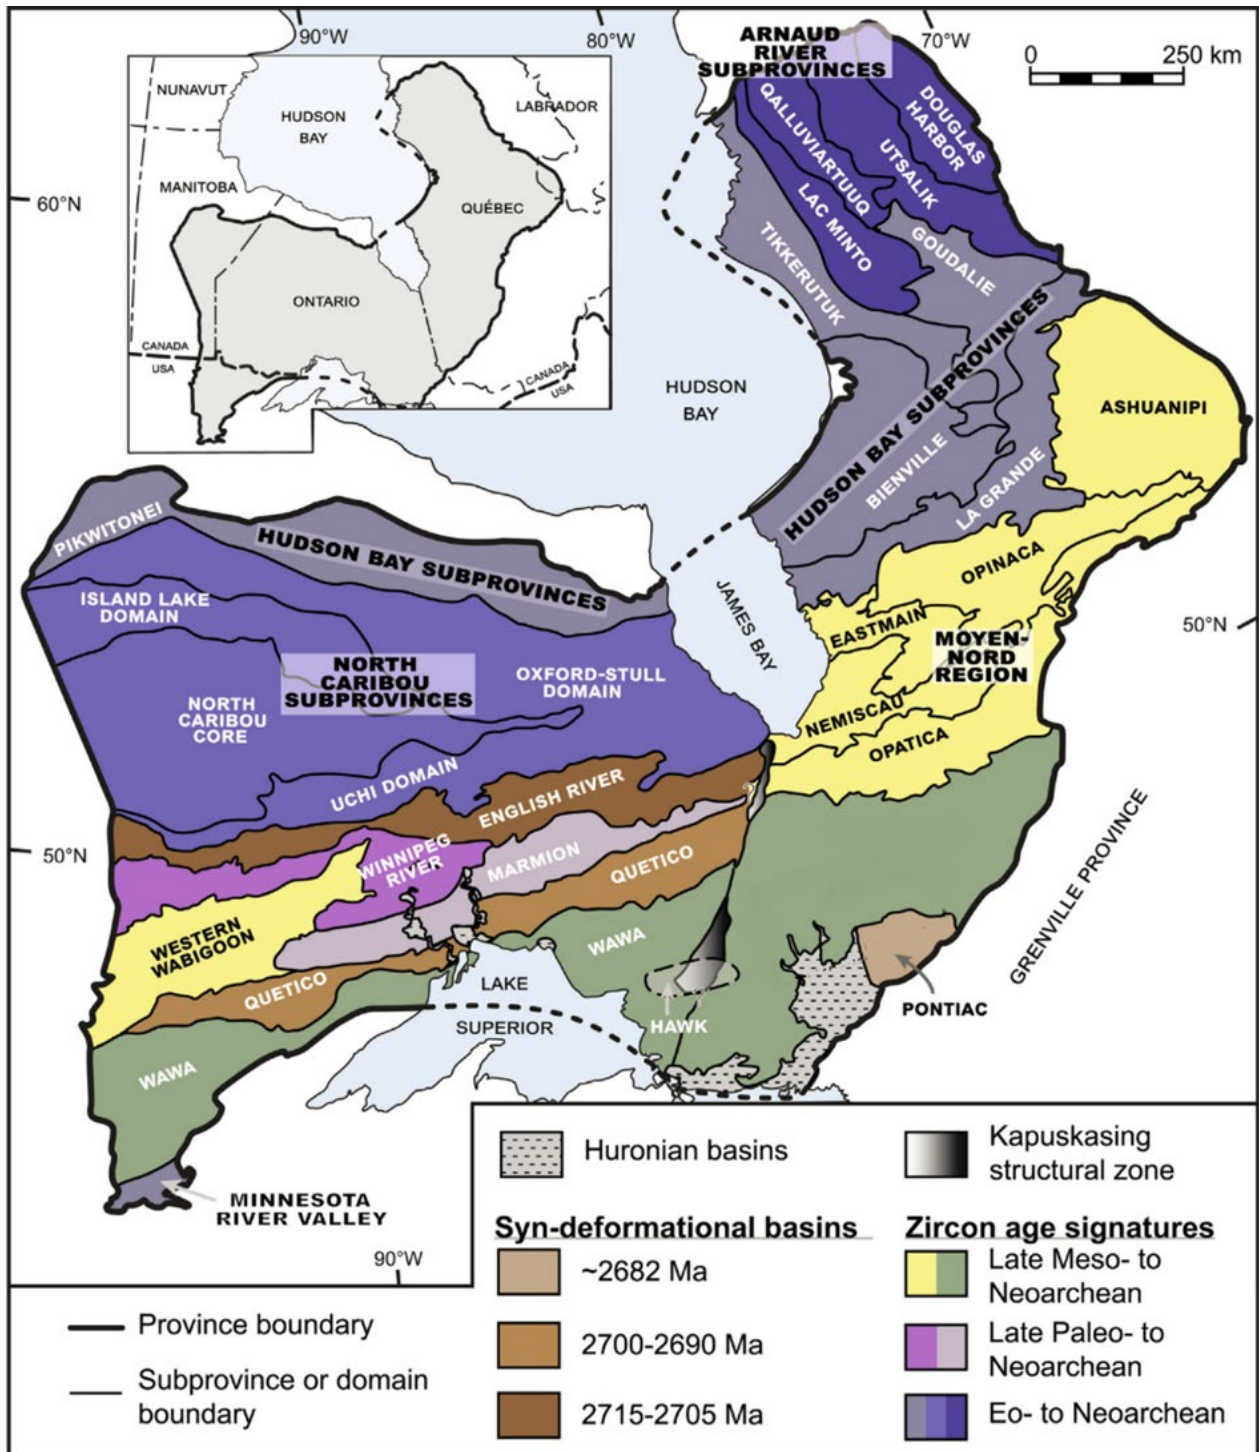 90°W
80°W
70°W
0
250 km
ARNAUD
RIVER
SUBPROVINCES
NUNAVUT
HUDSON
BAY
LABRADOR
MANITOBA
QUÉBEC
ONTARIO
CANADA
USA
CANADA
USA
60°N
QALLUVIARTUUQ
DOUGLAS
HARBOR
UTSALIK
LAC MINTO
TIKKERUTUK
GOUDALIE
HUDSON
BAY
HUDSON BAY SUBPROVINCES
ASHUANIPI
BIENVILLE
LA GRANDE
PIKWITONEI
HUDSON BAY SUBPROVINCES
OPINACA
ISLAND LAKE
DOMAIN
JAMES BAY
EASTMAIN
MOYEN-
NORD
REGION
50°N
NORTH
CARIBOU
SUBPROVINCES
OXFORD-STULL
DOMAIN
NORTH
CARIBOU
CORE
NEMISCAU
OPATICA
UCHI DOMAIN
ENGLISH RIVER
50°N
WINNIPEG
RIVER
MARMION
QUETICO
GRENVILLE PROVINCE
WESTERN
WABIGOON
WAWA
QUETICO
LAKE
SUPERIOR
HAWK
PONTIAC
WAWA
MINNESOTA
RIVER VALLEY
90°W
Province boundary
Subprovince or domain
boundary
Huronian basins
Kapuskasing
structural zone
Syn-deformational basins
~2682 Ma
2700-2690 Ma
2715-2705 Ma
Zircon age signatures
Late Meso- to
Neoarchean
Late Paleo- to
Neoarchean
Eo- to Neoarchean